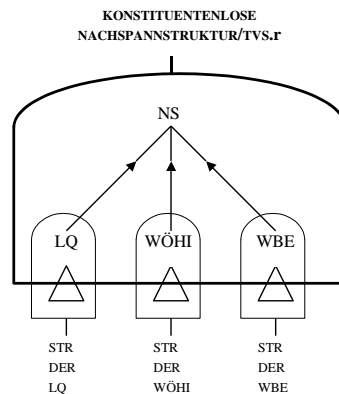 KONSTITUENTENLOSE
NACHSPANNSTRUKTUR/TVS.r
NS
LQ WÖHI WBE
STR STR STR
DER DER DER
LQ WÖHI WBE